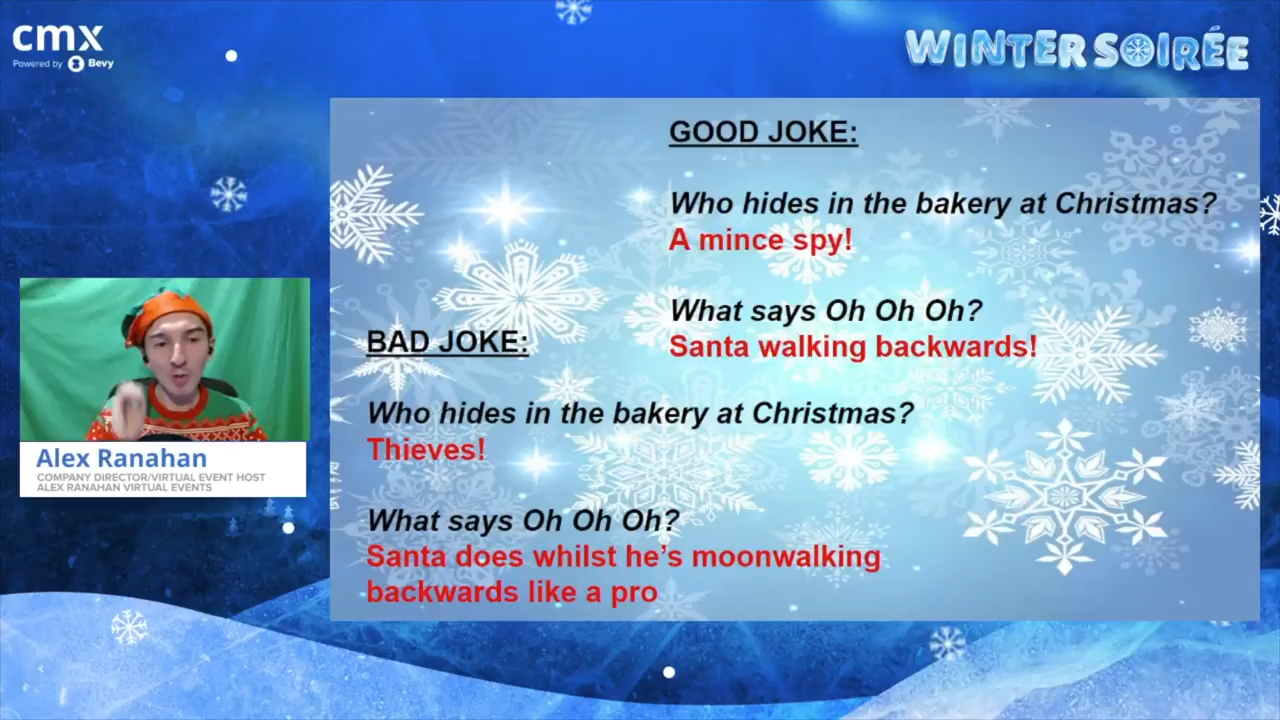 cmx
Powered by Bevy
WINTER SOIRÉE
GOOD JOKE:
Who hides in the bakery at Christmas?
A mince spy!
What says Oh Oh Oh?
Santa walking backwards!
BAD JOKE:
Who hides in the bakery at Christmas?
Thieves!
What says Oh Oh Oh?
Santa does whilst he's moonwalking
backwards like a pro
Alex Ranahan
COMPANY DIRECTOR/VIRTUAL EVENT HOST
ALEX RANAHAN VIRTUAL EVENTS